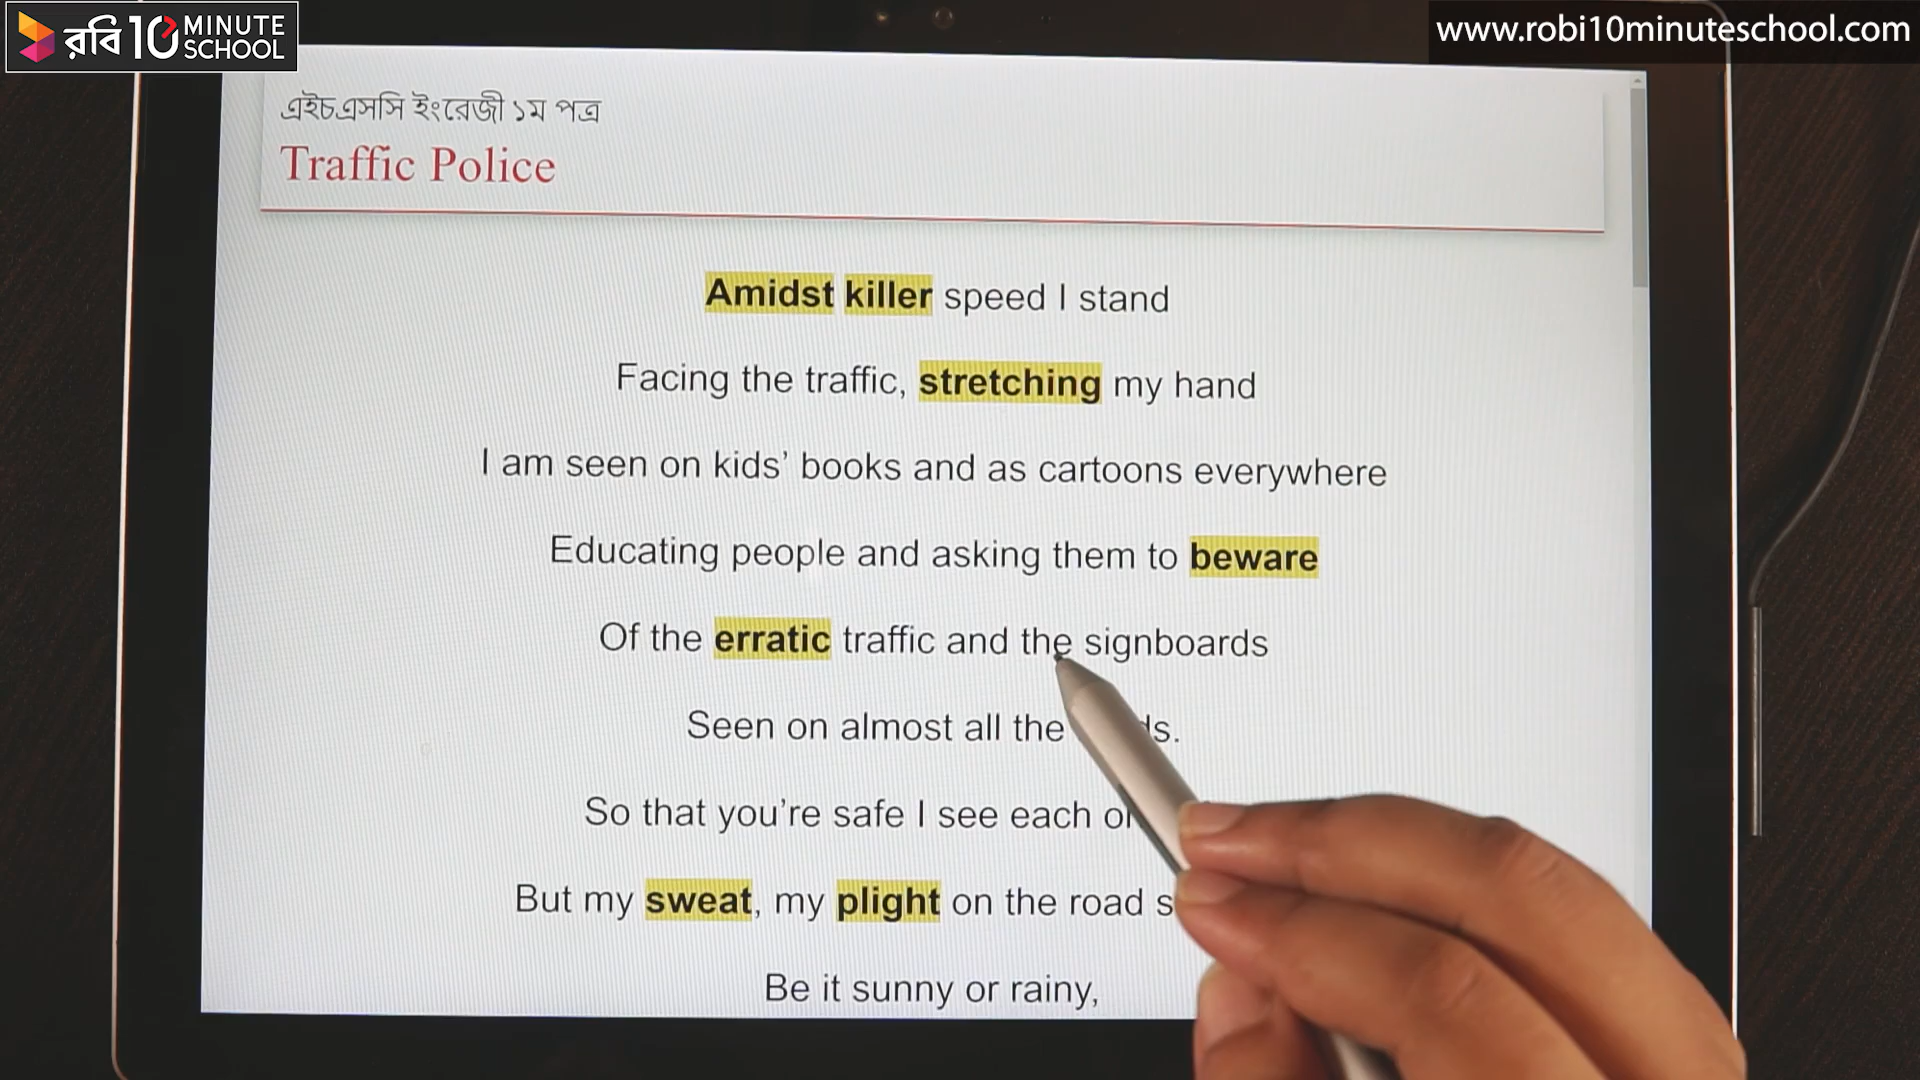 রবি 10 MINUTE SCHOOL
www.robi10minuteschool.com
এইচএসসি ইংরেজী ১ম পত্র
Traffic Police
Amidst killer speed I stand
Facing the traffic, stretching my hand
I am seen on kids’ books and as cartoons everywhere
Educating people and asking them to beware
Of the erratic traffic and the signboards
Seen on almost all the
So that you’re safe I see each
But my sweat, my plight on the road
Be it sunny or rainy,